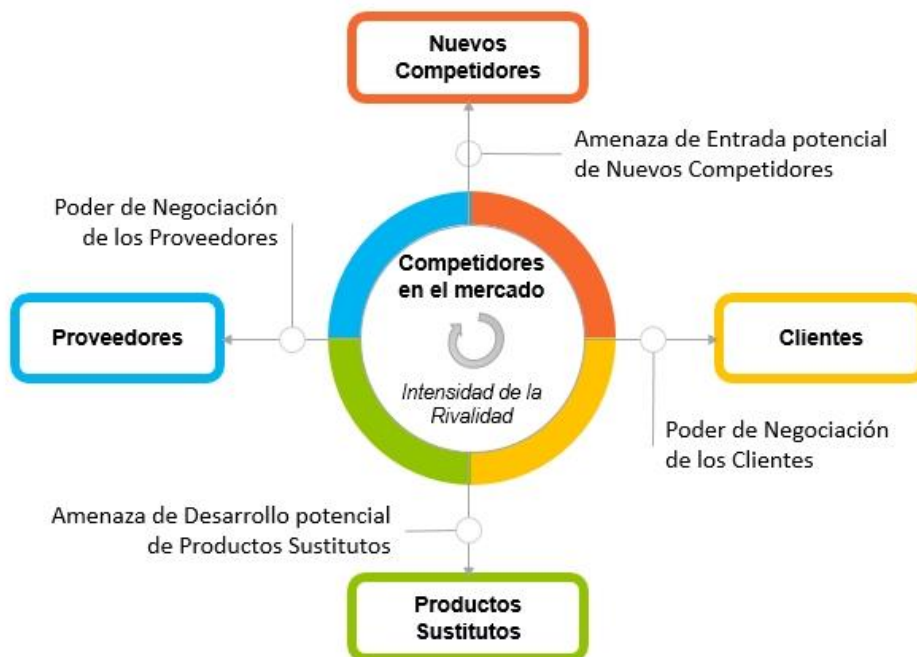 Nuevos
Competidores
Amenaza de Entrada potencial
de Nuevos Competidores
Poder de Negociación
de los Proveedores
Competidores
en el mercado
Proveedores
Clientes
Intensidad de la
Rivalidad
Poder de Negociación
de los Clientes
Amenaza de Desarrollo potencial
de Productos Sustitutos
Productos
Sustitutos